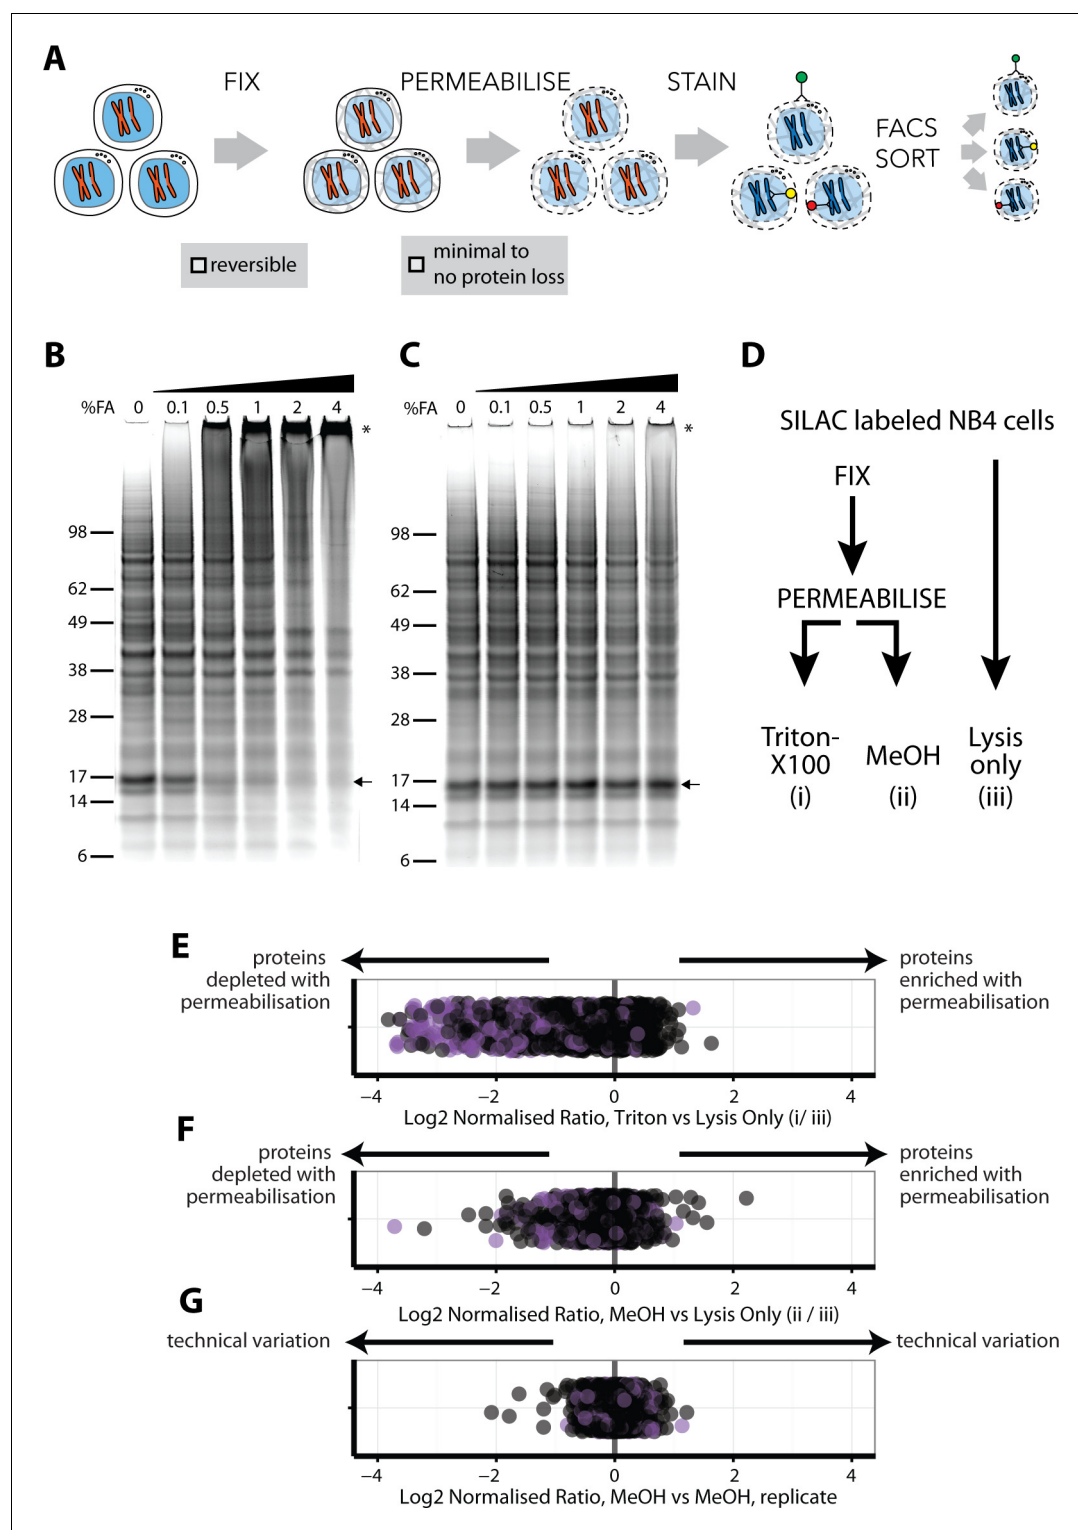 A
FIX
PERMEABILISE
STAIN
FACS
SORT
reversible
minimal to
no protein loss
B
%FA 0 0.1 0.5 1 2 4
*
98
62
49
38
28
17
14
6
C
%FA 0 0.1 0.5 1 2 4
*
98
62
49
38
28
17
14
6
D
SILAC labeled NB4 cells
FIX
PERMEABILISE
Triton-
X100
(i)
MeOH
(ii)
Lysis
only
(iii)
E
proteins
depleted with
permeabilisation
proteins
enriched with
permeabilisation
−4 −2 0 2 4
Log2 Normalised Ratio, Triton vs Lysis Only (i/ iii)
F
proteins
depleted with
permeabilisation
proteins
enriched with
permeabilisation
−4 −2 0 2 4
Log2 Normalised Ratio, MeOH vs Lysis Only (ii / iii)
G
technical variation
technical variation
−4 −2 0 2 4
Log2 Normalised Ratio, MeOH vs MeOH, replicate